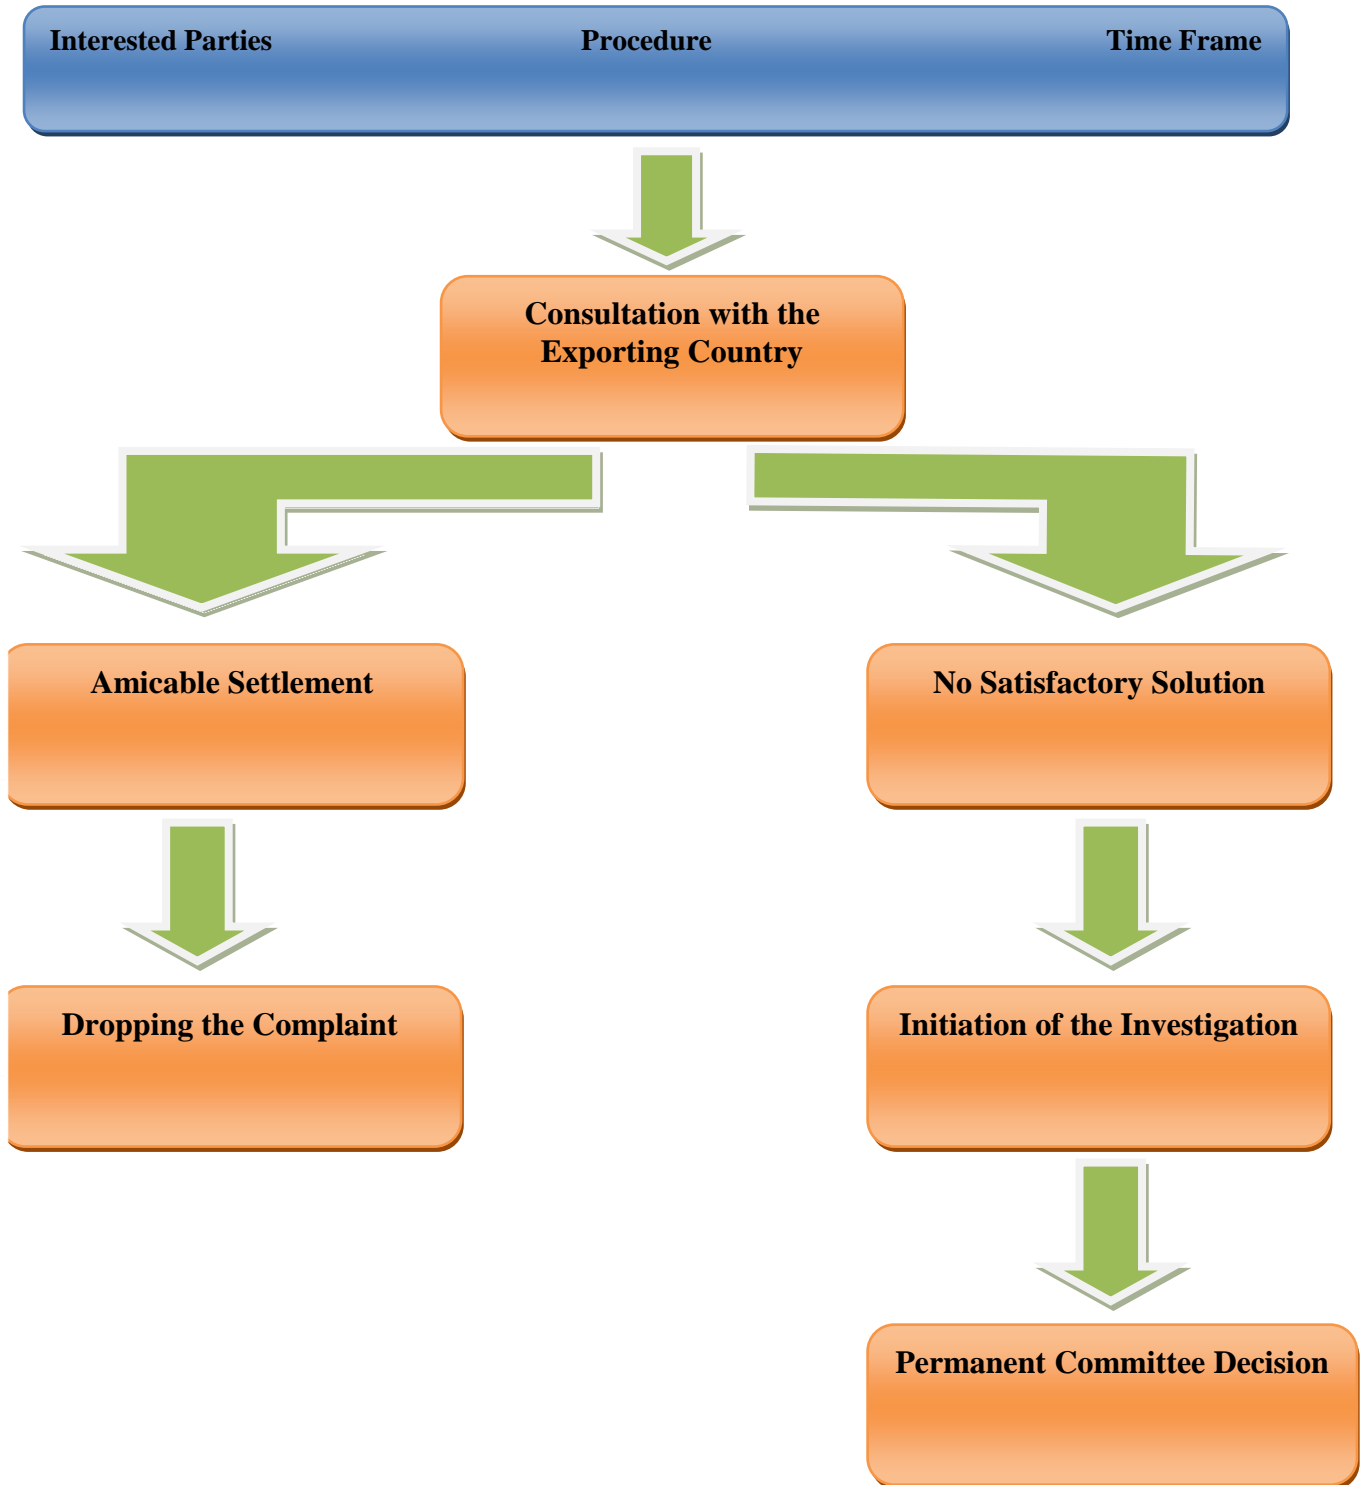 Interested Parties Procedure Time Frame
Consultation with the
Exporting Country
Amicable Settlement
No Satisfactory Solution
Dropping the Complaint
Initiation of the Investigation
Permanent Committee Decision